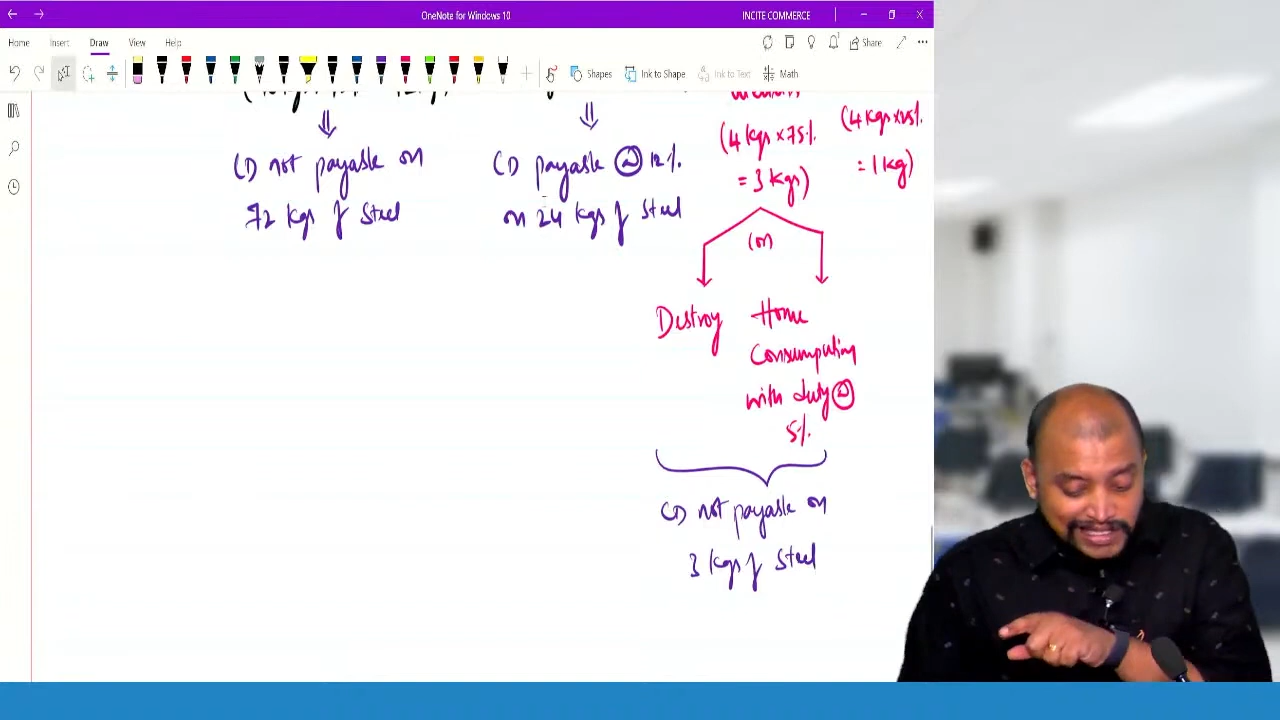 OneNote for Windows 10
INCITE COMMERCE
Home Insert Draw View Help
Share
Shapes
Ink to Shape
Ink to Text
Math
(4 kgs x 75%
= 3 kgs)
(4 kgs x 25%
= 1 kg)
CD not payable on
72 kgs of Steel
CD payable @ 12%
on 24 kgs of Steel
(or)
Destroy
Home
Consumption
with duty @
5%
CD not payable on
3 kgs of Steel